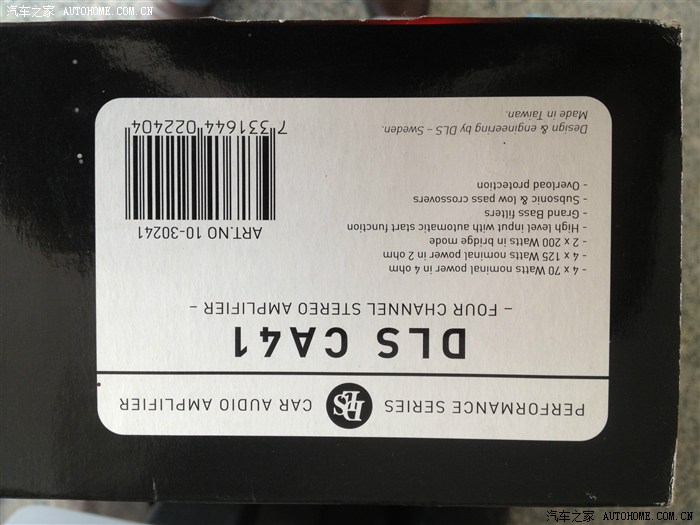 汽车之家 AUTOHOME.COM.CN
PERFORMANCE SERIES DLS CAR AUDIO AMPLIFIER
DLS CA41
– FOUR CHANNEL STEREO AMPLIFIER –
- 4 x 70 Watts nominal power in 4 ohm
- 4 x 125 Watts nominal power in 2 ohm
- 2 x 200 Watts in bridge mode
- High level input with automatic start function
- Grand Bass filters
- Subsonic & low pass crossovers
- Overload protection
ART.NO 10-30241
7 331644 022404
Design & engineering by DLS – Sweden.
Made in Taiwan.
汽车之家 AUTOHOME.COM.CN